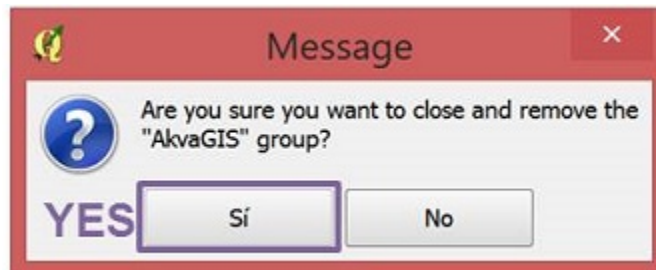 Message
Are you sure you want to close and remove the
"AkvaGIS" group?
YES Sí No